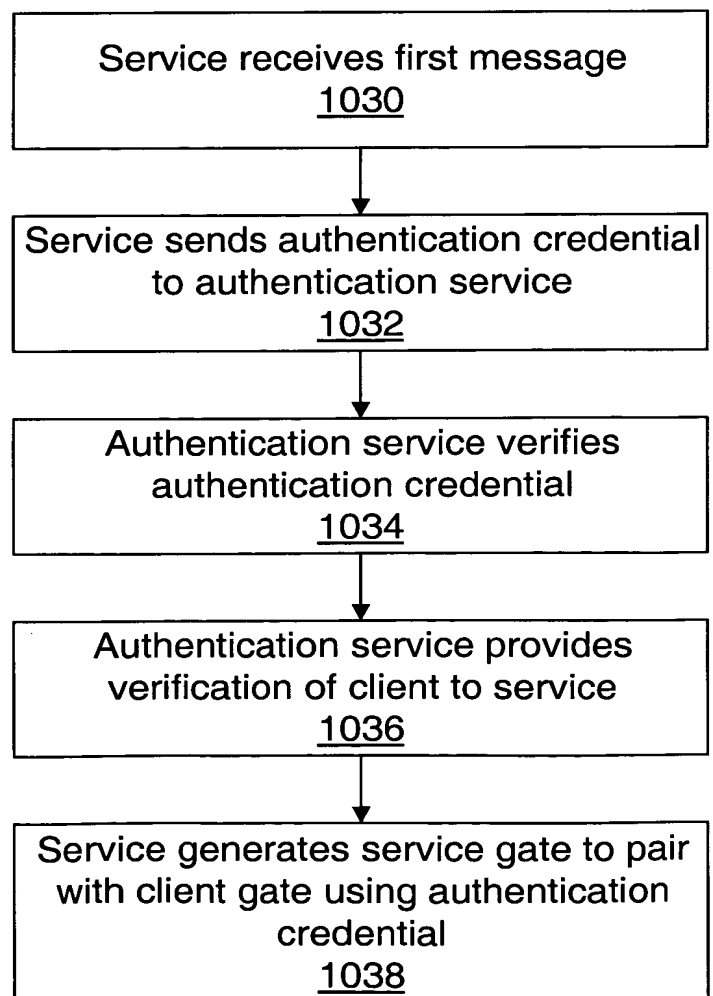 Service receives first message
1030
Service sends authentication credential
to authentication service
1032
Authentication service verifies
authentication credential
1034
Authentication service provides
verification of client to service
1036
Service generates service gate to pair
with client gate using authentication
credential
1038